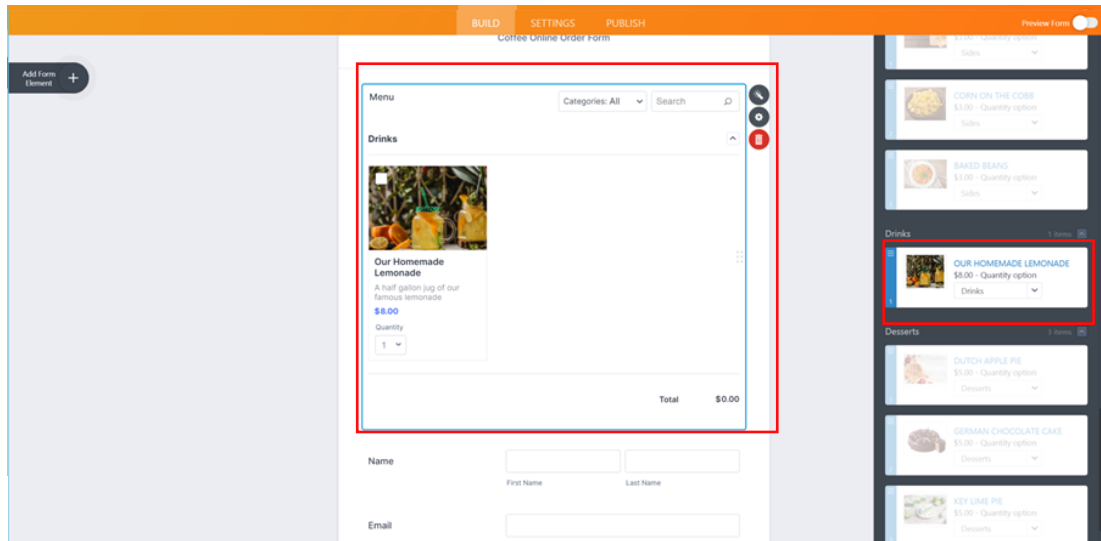 BUILD SETTINGS PUBLISH
Preview Form
Coffee Online Order Form
Add Form
Element
Menu
Categories: All
Search
Drinks
Our Homemade
Lemonade
A half gallon jug of our
famous lemonade
$8.00
Quantity
1
Total $0.00
Name
First Name Last Name
Email
$3.00 - Quantity option
Sides
CORN ON THE COBB
$3.00 - Quantity option
Sides
BAKED BEANS
$3.00 - Quantity option
Sides
Drinks 1 items
OUR HOMEMADE LEMONADE
$8.00 - Quantity option
Drinks
1
Desserts 3 items
DUTCH APPLE PIE
$5.00 - Quantity option
Desserts
GERMAN CHOCOLATE CAKE
$5.00 - Quantity option
Desserts
KEY LIME PIE
$5.00 - Quantity option
Desserts